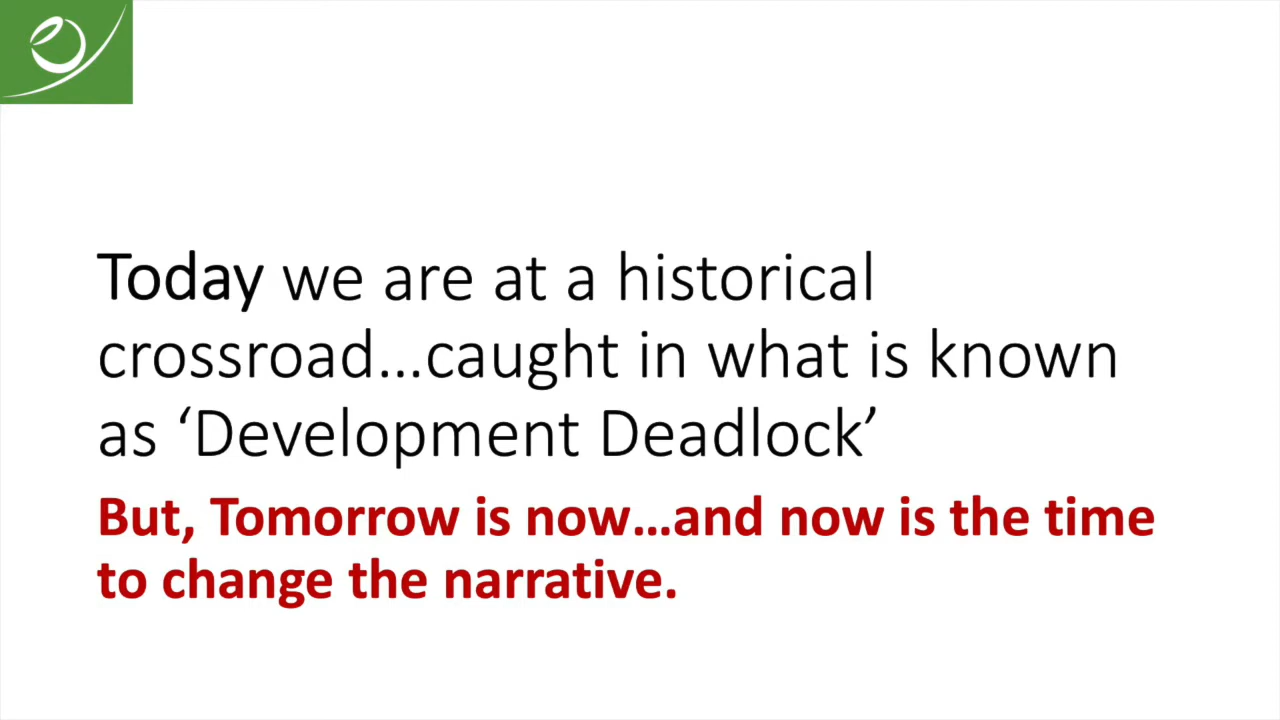 Today we are at a historical
crossroad...caught in what is known
as ‘Development Deadlock’
But, Tomorrow is now...and now is the time
to change the narrative.